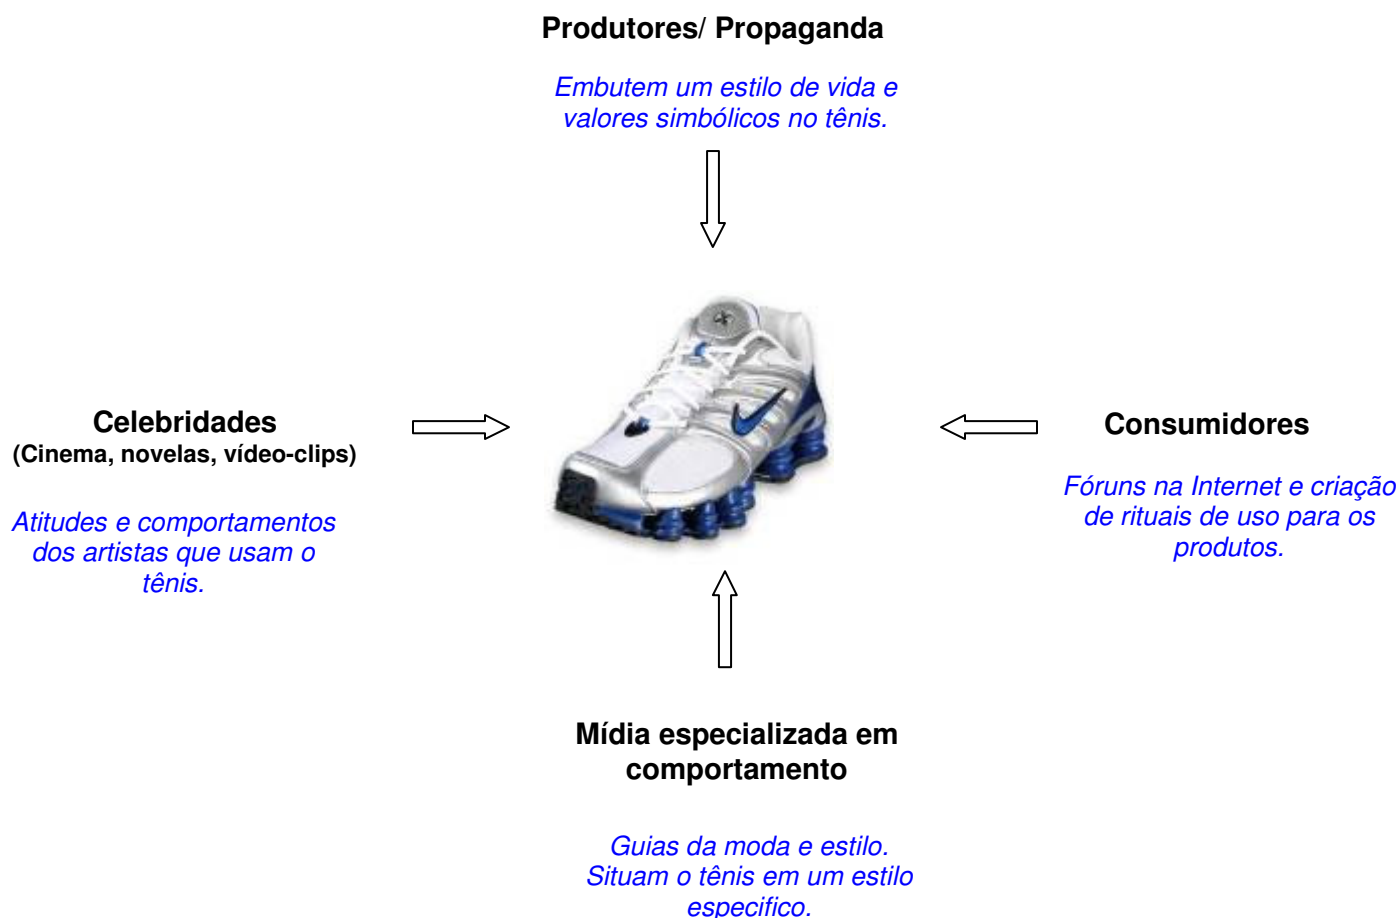 Produtores/ Propaganda
Embutem um estilo de vida e
valores simbólicos no tênis.
Celebridades
(Cinema, novelas, vídeo-clips)
Atitudes e comportamentos
dos artistas que usam o
tênis.
Consumidores
Fóruns na Internet e criação
de rituais de uso para os
produtos.
Mídia especializada em
comportamento
Guias da moda e estilo.
Situam o tênis em um estilo
especifico.